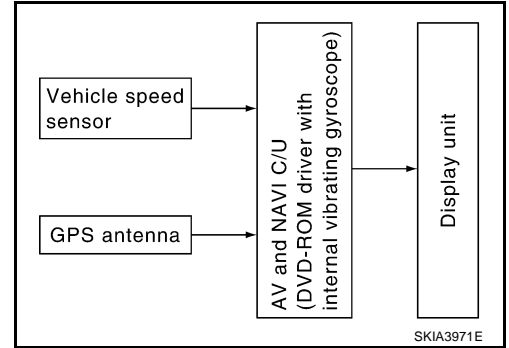 Vehicle speed
sensor
GPS antenna
AV and NAVI C/U
(DVD-ROM driver with
internal vibrating gyroscope)
Display unit
SKIA3971E